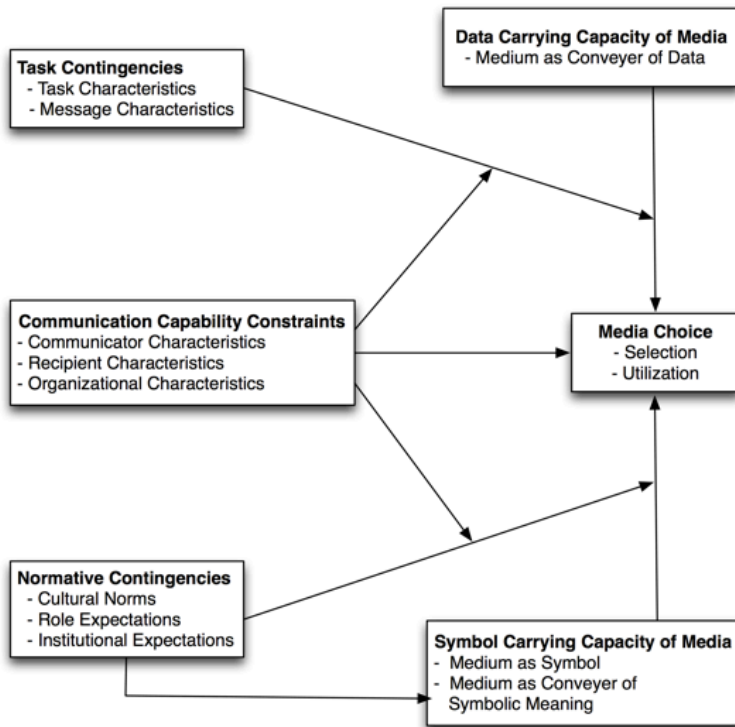 Data Carrying Capacity of Media
- Medium as Conveyer of Data
Task Contingencies
- Task Characteristics
- Message Characteristics
Communication Capability Constraints
- Communicator Characteristics
- Recipient Characteristics
- Organizational Characteristics
Media Choice
- Selection
- Utilization
Normative Contingencies
- Cultural Norms
- Role Expectations
- Institutional Expectations
Symbol Carrying Capacity of Media
- Medium as Symbol
- Medium as Conveyer of
Symbolic Meaning